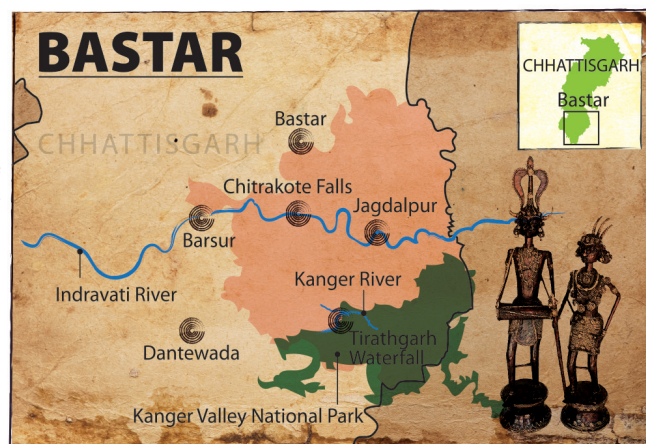 BASTAR
CHHATTISGARH
Bastar
CHHATTISGARH
Bastar
Chitrakote Falls
Jagdalpur
Barsur
Kanger River
Indravati River
Tirathgarh
Waterfall
Dantewada
Kanger Valley National Park